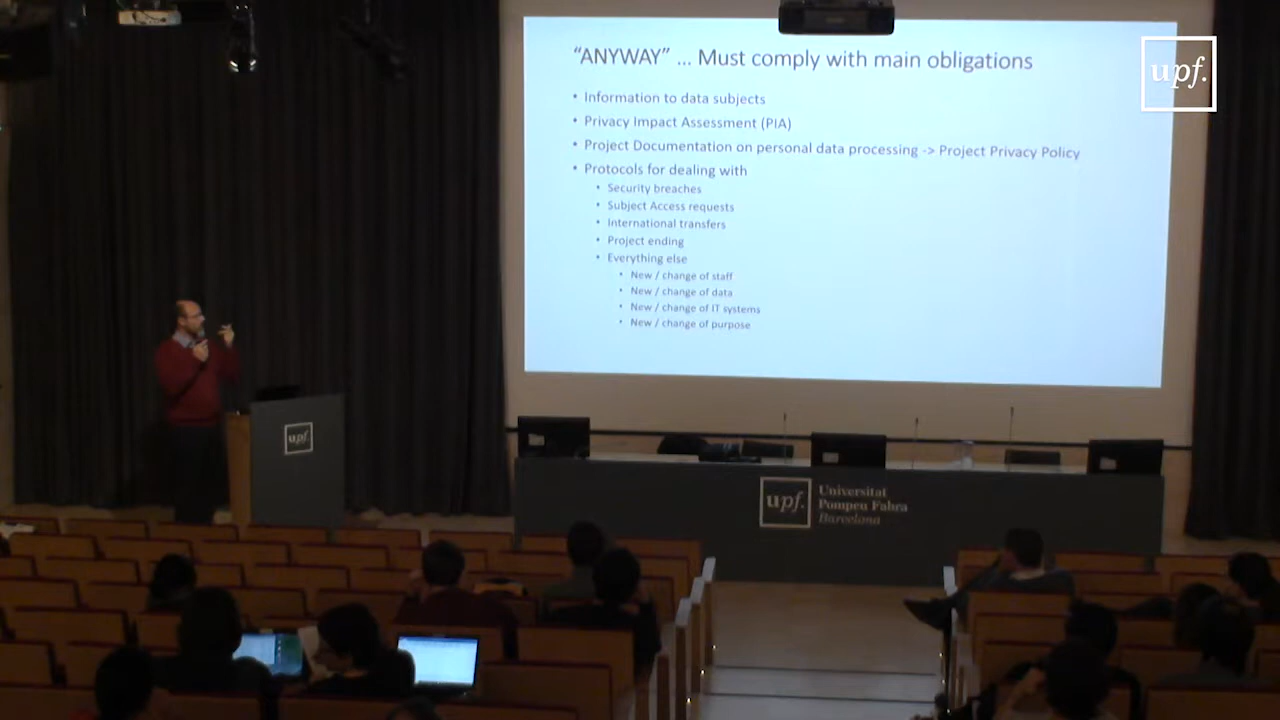 "ANYWAY" ... Must comply with main obligations
upf.
• Information to data subjects
• Privacy Impact Assessment (PIA)
• Project Documentation on personal data processing -> Project Privacy Policy
• Protocols for dealing with
• Security breaches
• Subject Access requests
• International transfers
• Project ending
• Everything else
• New / change of staff
• New / change of data
• New / change of IT systems
• New / change of purpose
upf.
upf.
Universitat
Pompeu Fabra
Barcelona